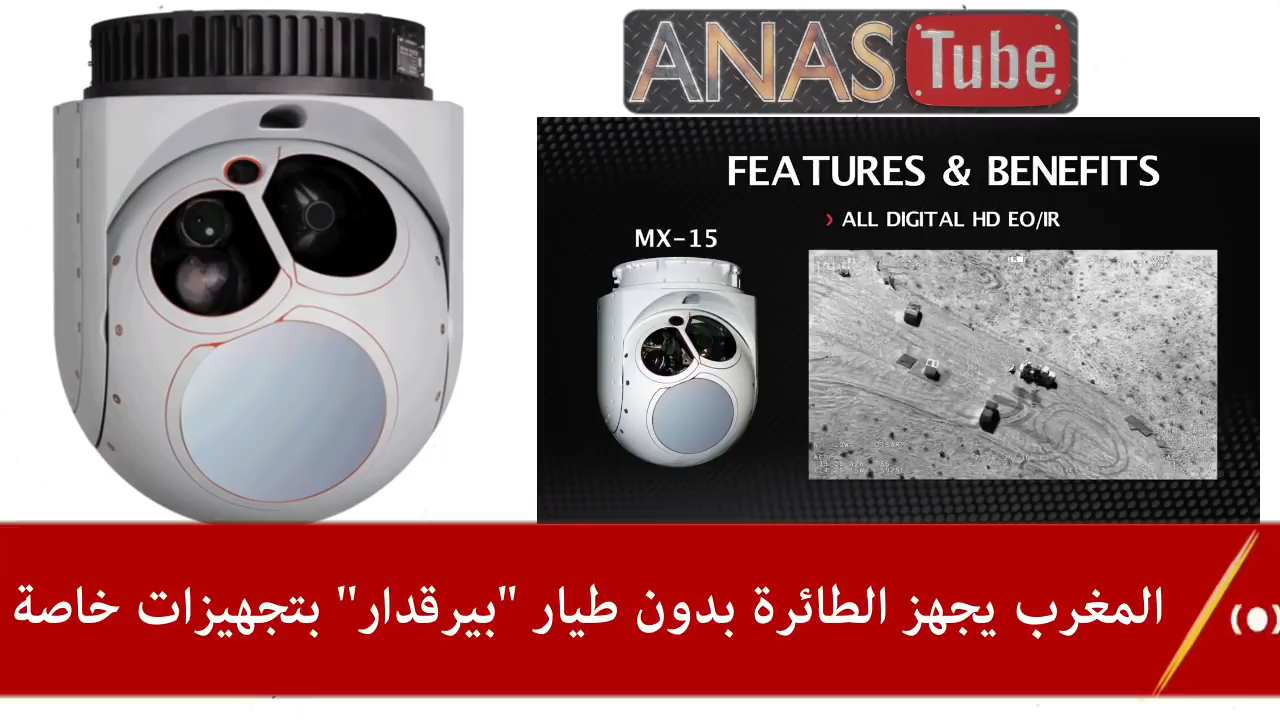 ANAS Tube
FEATURES & BENEFITS
› ALL DIGITAL HD EO/IR
MX-15
المغرب يجهز الطائرة بدون طيار "بيرقدار" بتجهيزات خاصة